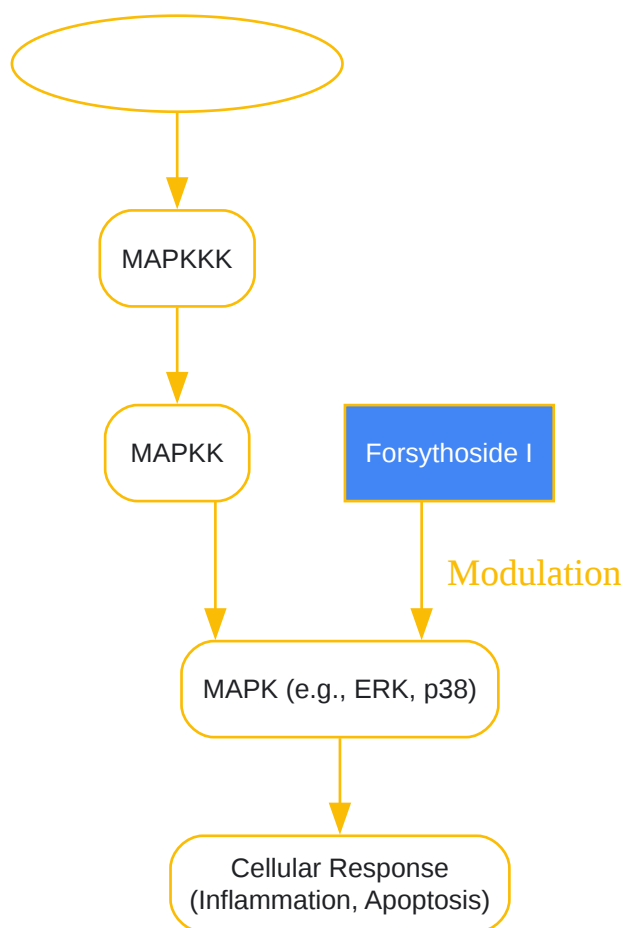 MAPKKK
MAPKK
Forsythoside I
Modulation
MAPK (e.g., ERK, p38)
Cellular Response
(Inflammation, Apoptosis)